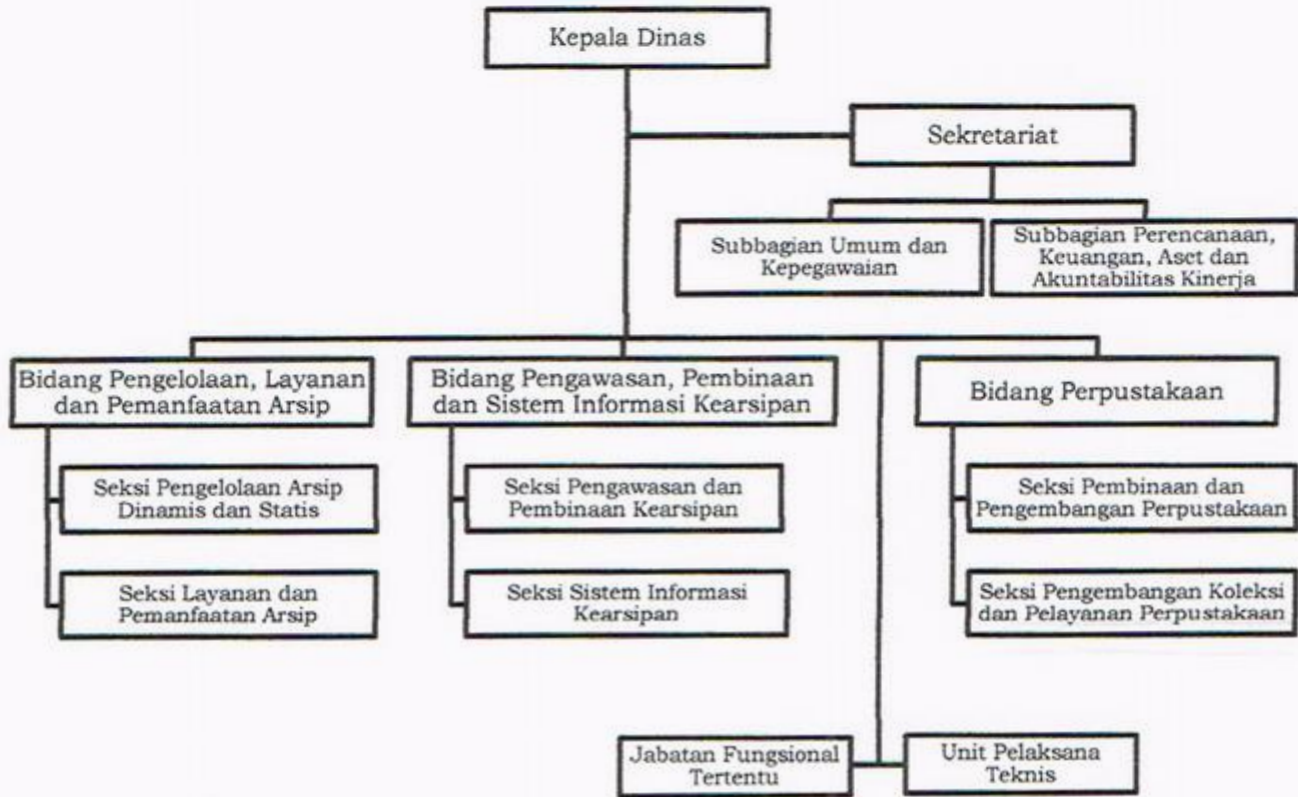 Kepala Dinas
Sekretariat
Subbagian Umum dan
Kepegawaian
Subbagian Perencanaan,
Keuangan, Aset dan
Akuntabilitas Kinerja
Bidang Pengelolaan, Layanan
dan Pemanfaatan Arsip
Bidang Pengawasan, Pembinaan
dan Sistem Informasi Kearsipan
Bidang Perpustakaan
Seksi Pengelolaan Arsip
Dinamis dan Statis
Seksi Pengawasan dan
Pembinaan Kearsipan
Seksi Pembinaan dan
Pengembangan Perpustakaan
Seksi Layanan dan
Pemanfaatan Arsip
Seksi Sistem Informasi
Kearsipan
Seksi Pengembangan Koleksi
dan Pelayanan Perpustakaan
Jabatan Fungsional
Tertentu
Unit Pelaksana
Teknis